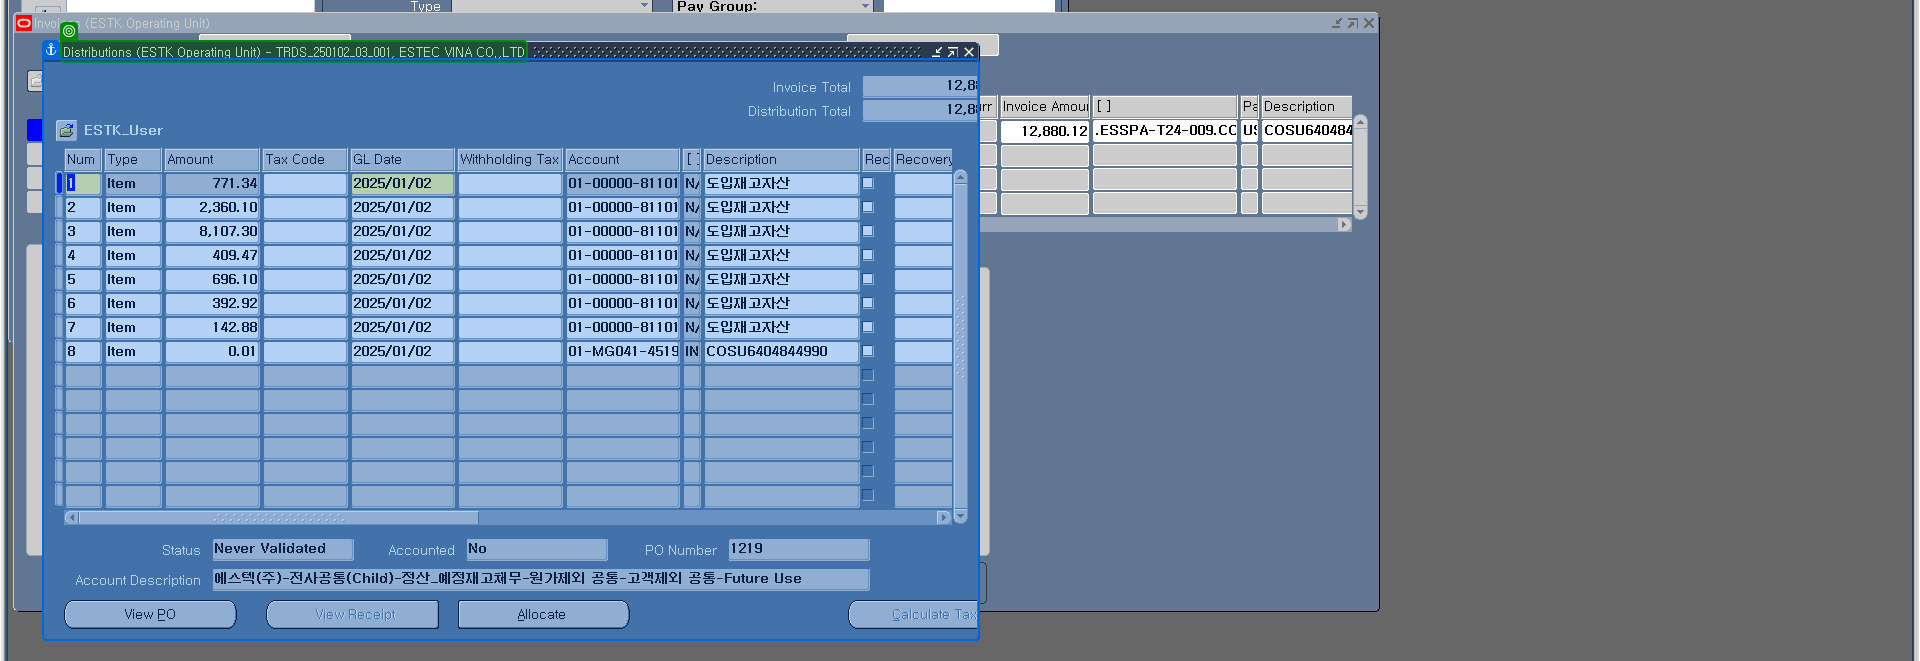 Type
Pay Group:
Invoices (ESTK Operating Unit)
Distributions (ESTK Operating Unit) - TRDS_250102_03_001, ESTEC VINA CO.,LTD
Invoice Total 12,8
Distribution Total 12,8
Invoice Amou [ ] Pa Description
12,880.12 .ESSPA-T24-009.CC US COSU640484
ESTK_User
Num Type Amount Tax Code GL Date Withholding Tax Account [ ] Description Rec Recovery
1 Item 771.34 2025/01/02 01-00000-81101 N/ 도입재고자산
2 Item 2,360.10 2025/01/02 01-00000-81101 N/ 도입재고자산
3 Item 8,107.30 2025/01/02 01-00000-81101 N/ 도입재고자산
4 Item 409.47 2025/01/02 01-00000-81101 N/ 도입재고자산
5 Item 696.10 2025/01/02 01-00000-81101 N/ 도입재고자산
6 Item 392.92 2025/01/02 01-00000-81101 N/ 도입재고자산
7 Item 142.88 2025/01/02 01-00000-81101 N/ 도입재고자산
8 Item 0.01 2025/01/02 01-MG041-4519 IN COSU6404844990
Status Never Validated Accounted No PO Number 1219
Account Description 에스텍(주)-전사공통(Child)-정산_예정재고채무-원가제외 공통-고객제외 공통-Future Use
View PO View Receipt Allocate Calculate Tax